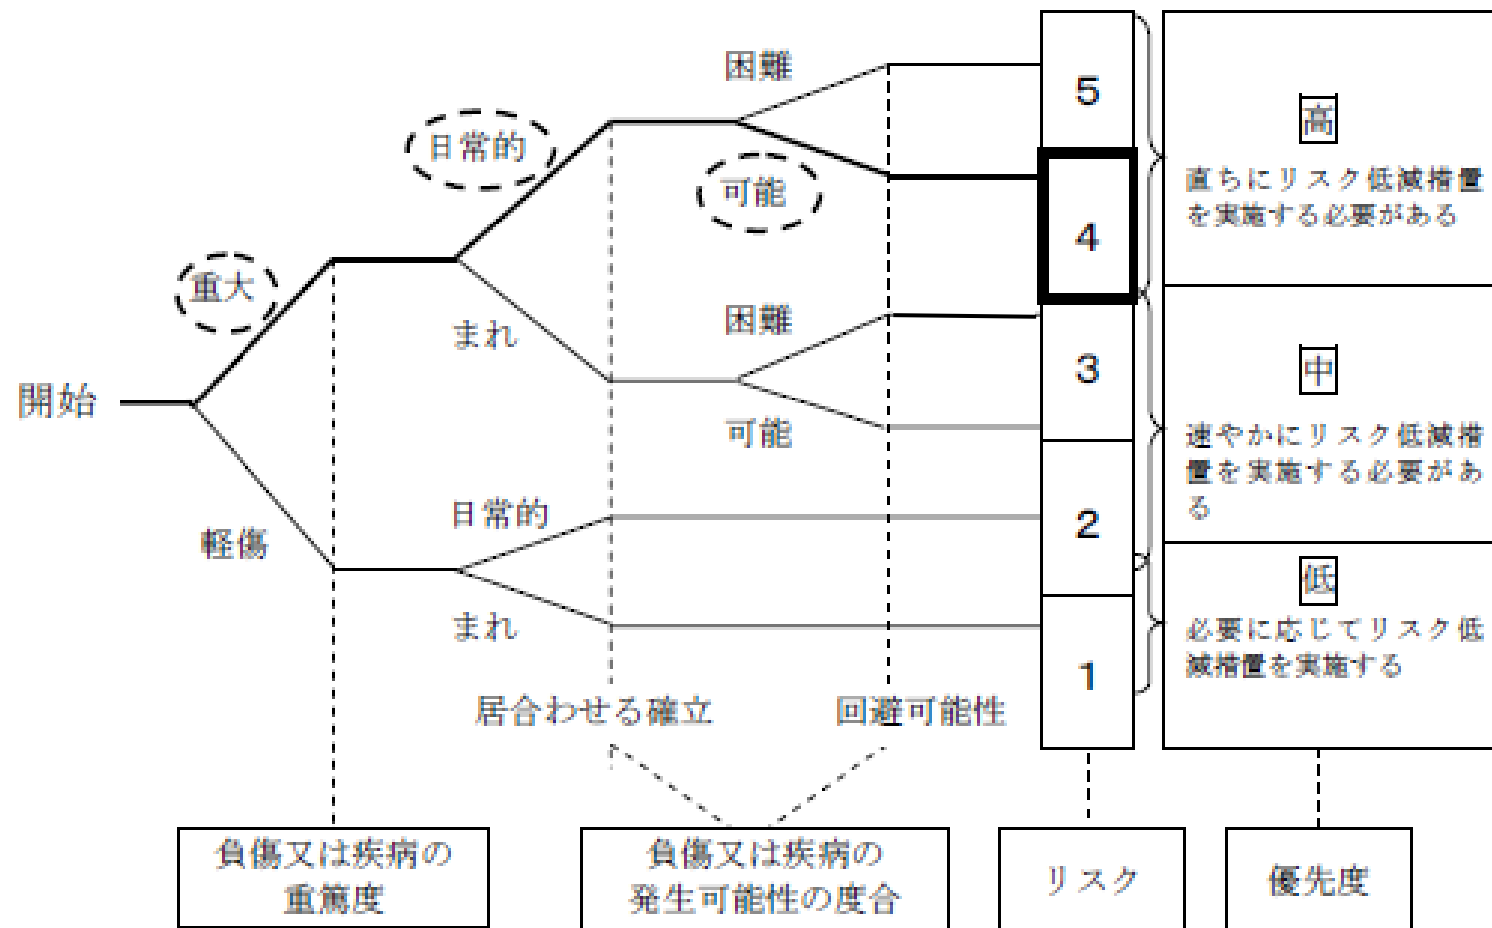 困難
5
高
日常的
可能
直ちにリスク低減措置
を実施する必要がある
4
重大
まれ
困難
3
中
開始
可能
速やかにリスク低減措
置を実施する必要があ
る
日常的
2
軽傷
低
まれ
必要に応じてリスク低
減措置を実施する
1
居合わせる確立
回避可能性
負傷又は疾病の
重篤度
負傷又は疾病の
発生可能性の度合
リスク
優先度